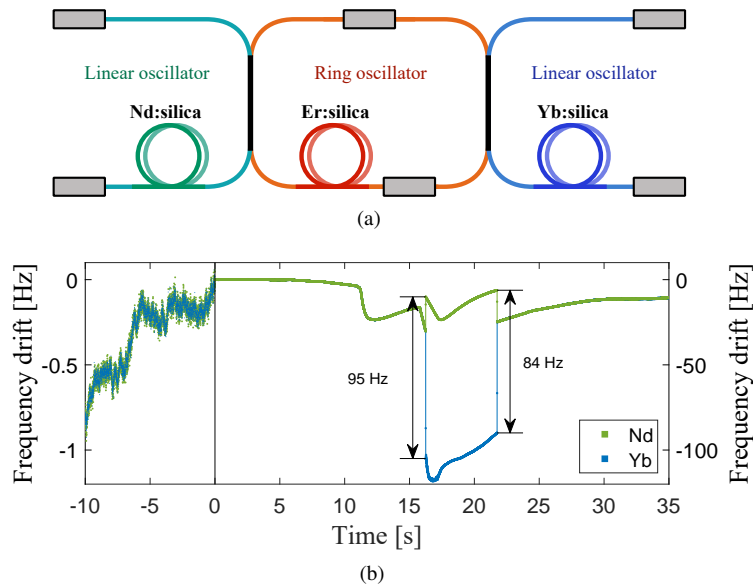 Linear oscillator
Ring oscillator
Linear oscillator
Nd:silica
Er:silica
Yb:silica
(a)
Frequency drift [Hz]
0
-0.5
-1
95 Hz
84 Hz
Nd
Yb
0
-50
-100
Frequency drift [Hz]
-10
-5
0
5
10
15
20
25
30
35
Time [s]
(b)